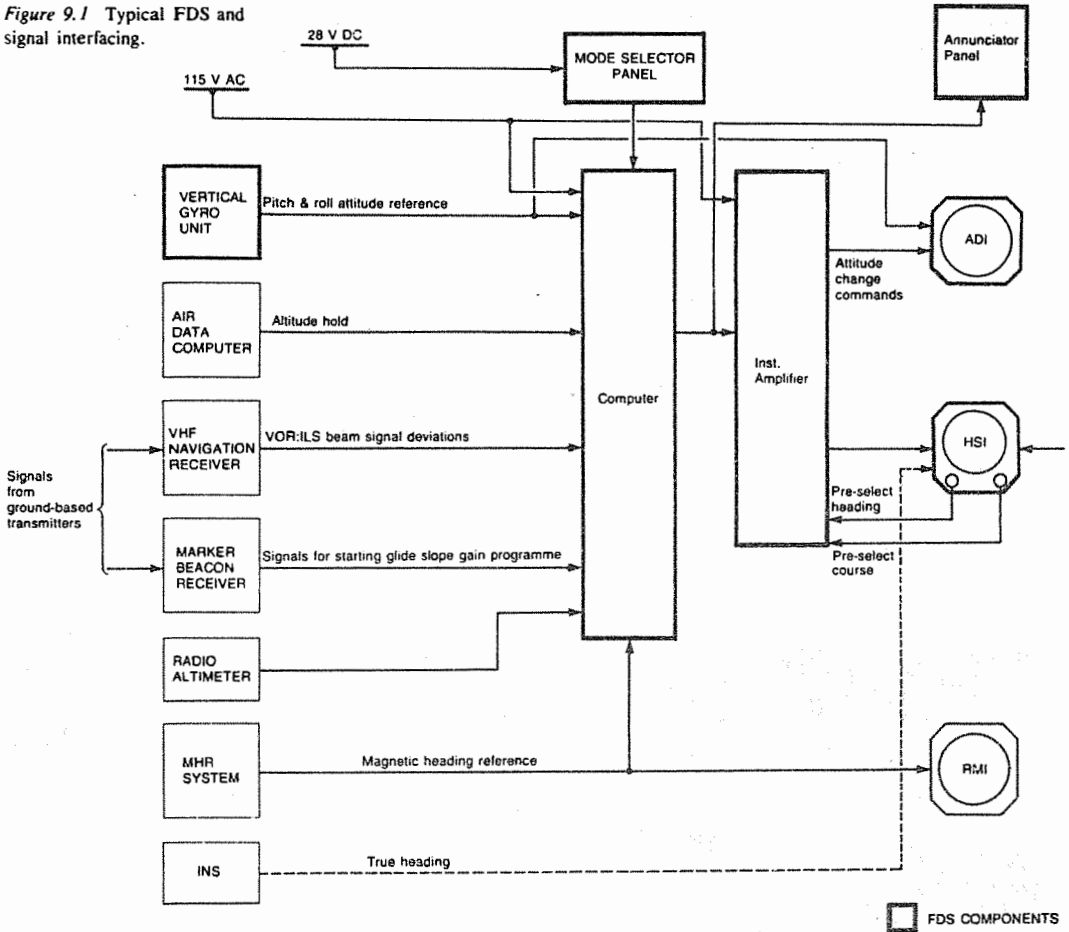 Figure 9.1 Typical FDS and
signal interfacing.
28 V DC
115 V AC
MODE SELECTOR
PANEL
Annunciator
Panel
VERTICAL
GYRO
UNIT
Pitch & roll attitude reference
ADI
Attitude
change
commands
AIR
DATA
COMPUTER
Altitude hold
Inst.
Amplifier
Computer
VHF
NAVIGATION
RECEIVER
VOR:ILS beam signal deviations
HSI
Signals
from
ground-based
transmitters
Pre-select
heading
MARKER
BEACON
RECEIVER
Signals for starting glide slope gain programme
Pre-select
course
RADIO
ALTIMETER
MHR
SYSTEM
Magnetic heading reference
RMI
INS
True heading
FDS COMPONENTS